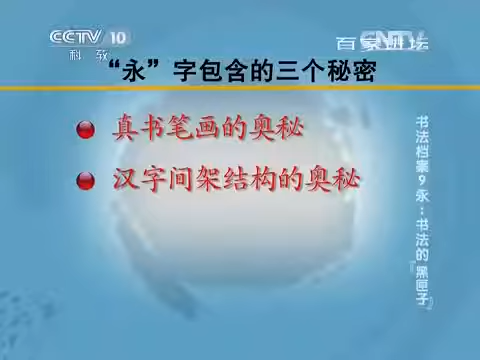 CCTV 10
科教
百家讲坛
CNTV
“永”字包含的三个秘密
真书笔画的奥秘
汉字间架结构的奥秘
书法档案9永：书法的“黑匣子”